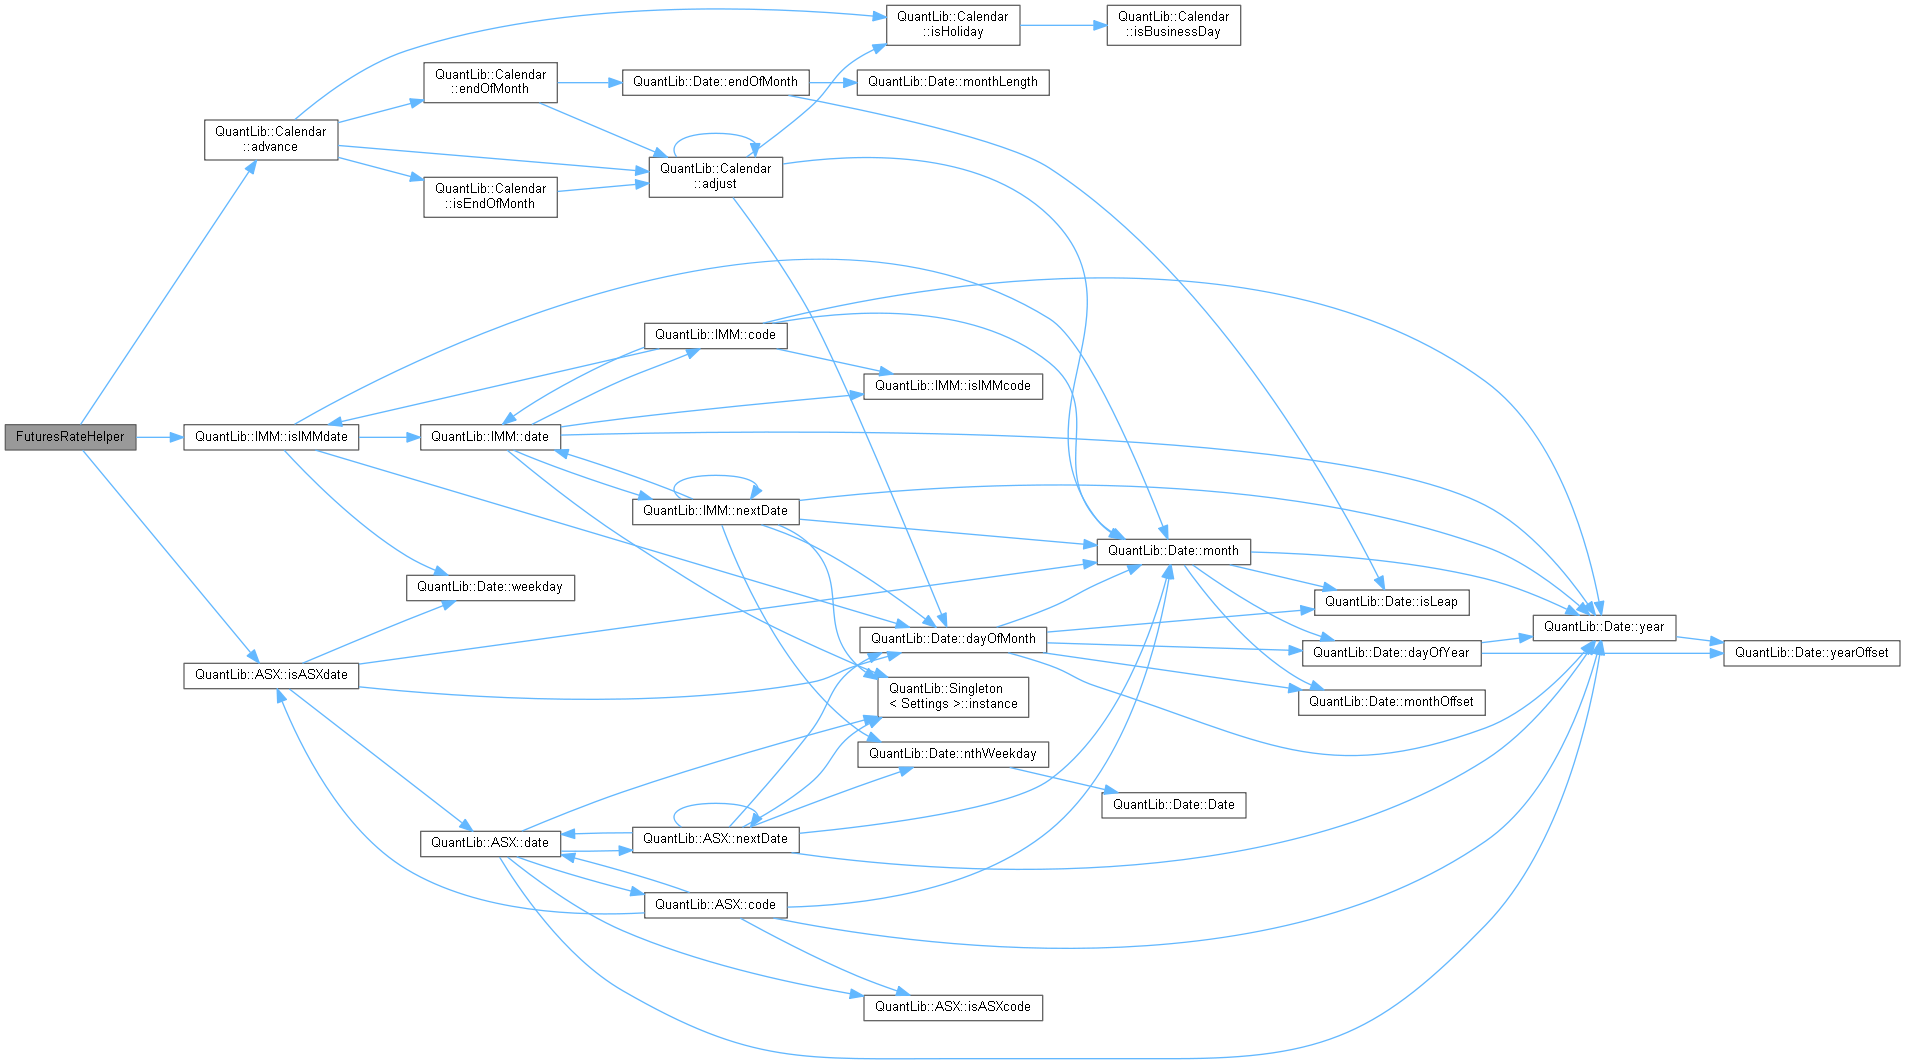 QuantLib::Calendar
::isHoliday
QuantLib::Calendar
::isBusinessDay
QuantLib::Calendar
::endOfMonth
QuantLib::Date::endOfMonth
QuantLib::Date::monthLength
QuantLib::Calendar
::advance
QuantLib::Calendar
::adjust
QuantLib::Calendar
::isEndOfMonth
QuantLib::IMM::code
QuantLib::IMM::isIMMcode
FuturesRateHelper
QuantLib::IMM::isIMMdate
QuantLib::IMM::date
QuantLib::IMM::nextDate
QuantLib::Date::month
QuantLib::Date::weekday
QuantLib::Date::isLeap
QuantLib::Date::year
QuantLib::Date::dayOfMonth
QuantLib::Date::dayOfYear
QuantLib::Date::yearOffset
QuantLib::ASX::isASXdate
QuantLib::Singleton
< Settings >::instance
QuantLib::Date::monthOffset
QuantLib::Date::nthWeekday
QuantLib::Date::Date
QuantLib::ASX::date
QuantLib::ASX::nextDate
QuantLib::ASX::code
QuantLib::ASX::isASXcode